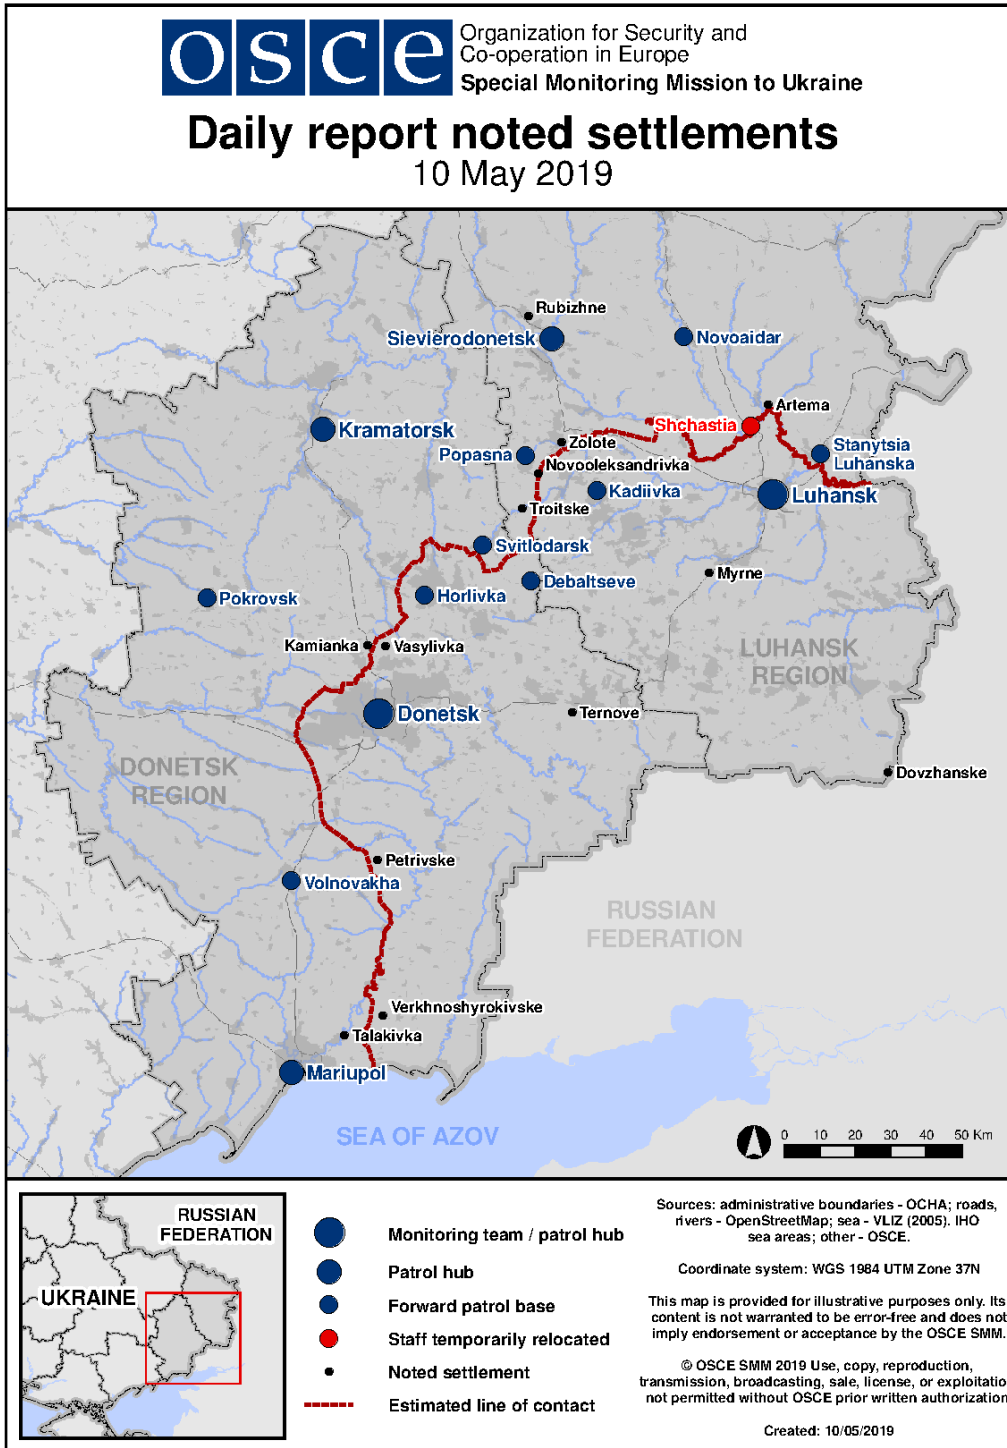 osce
Organization for Security and
Co-operation in Europe
Special Monitoring Mission to Ukraine
Daily report noted settlements
10 May 2019
Rubizhne
Sievierodonetsk
Novoaidar
Artema
Shchastia
Kramatorsk
Zolote
Popasna
Stanytsia
Luhanska
Novooleksandrivka
Kadiivka
Luhansk
Troitske
Svitlodarsk
Myrne
Debaltseve
Pokrovsk
Horlivka
Kamianka
Vasylivka
LUHANSK
REGION
Donetsk
Ternove
DONETSK
REGION
Dovzhanske
Petrivske
Volnovakha
RUSSIAN
FEDERATION
Verkhnoshyrokivske
Talakivka
Mariupol
SEA OF AZOV
0 10 20 30 40 50 Km
RUSSIAN
FEDERATION
UKRAINE
Monitoring team / patrol hub
Patrol hub
Forward patrol base
Staff temporarily relocated
Noted settlement
Estimated line of contact
Sources: administrative boundaries - OCHA; roads,
rivers - OpenStreetMap; sea - VLIZ (2005). IHO
sea areas; other - OSCE.
Coordinate system: WGS 1984 UTM Zone 37N
This map is provided for illustrative purposes only. Its
content is not warranted to be error-free and does not
imply endorsement or acceptance by the OSCE SMM.
© OSCE SMM 2019 Use, copy, reproduction,
transmission, broadcasting, sale, license, or exploitatio
not permitted without OSCE prior written authorization
Created: 10/05/2019